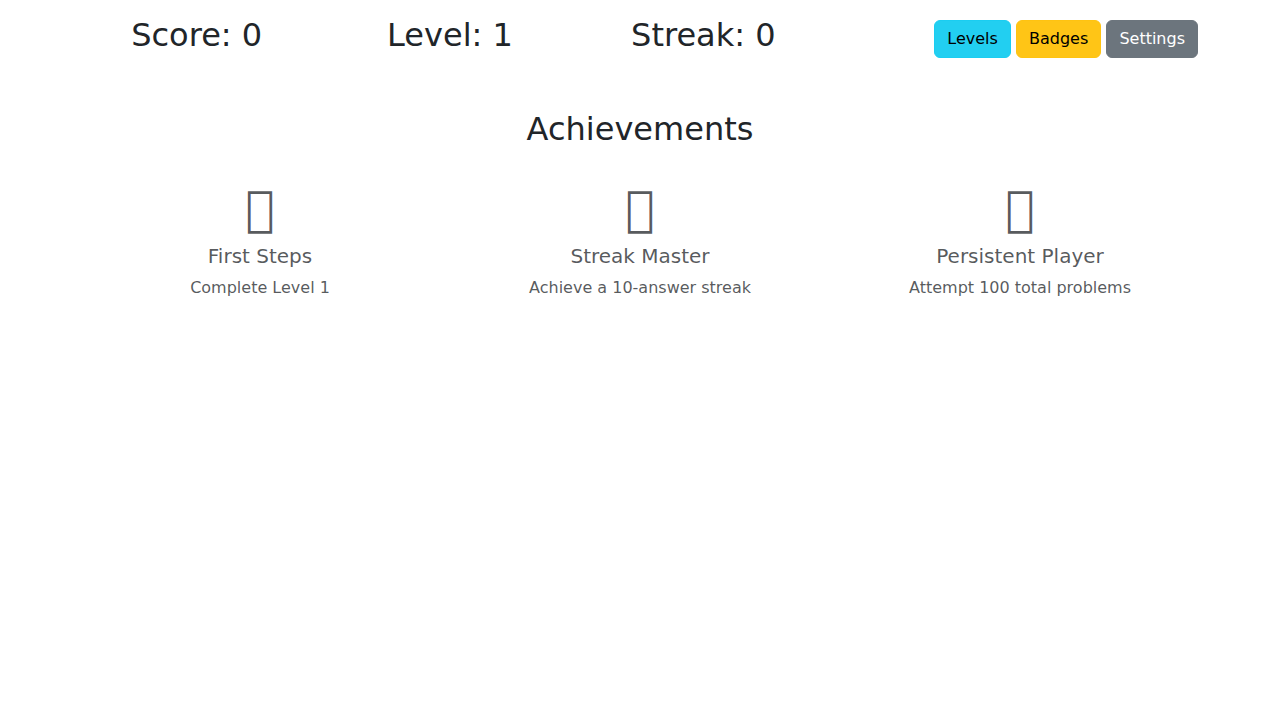 Score: 0 Level: 1 Streak: 0 Levels Badges Settings
Achievements
First Steps Streak Master Persistent Player
Complete Level 1 Achieve a 10-answer streak Attempt 100 total problems